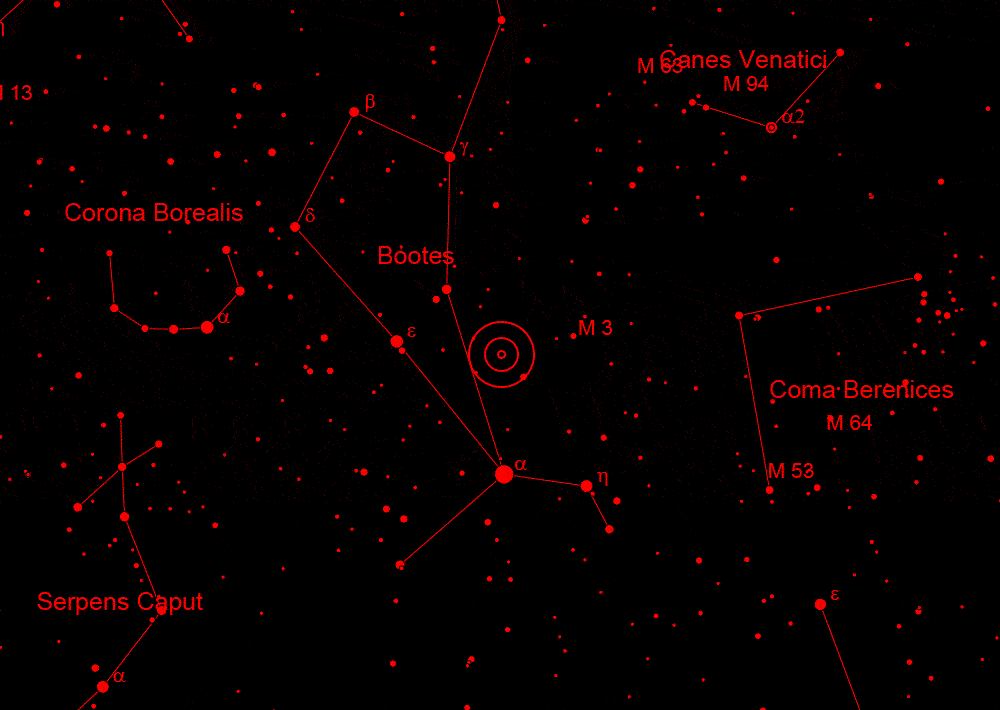 Canes Venatici
M 63
M 94
α2
M 13
β
γ
Corona Borealis
δ
Bootes
α
ε
M 3
Coma Berenices
M 64
M 53
α
η
Serpens Caput
ε
α